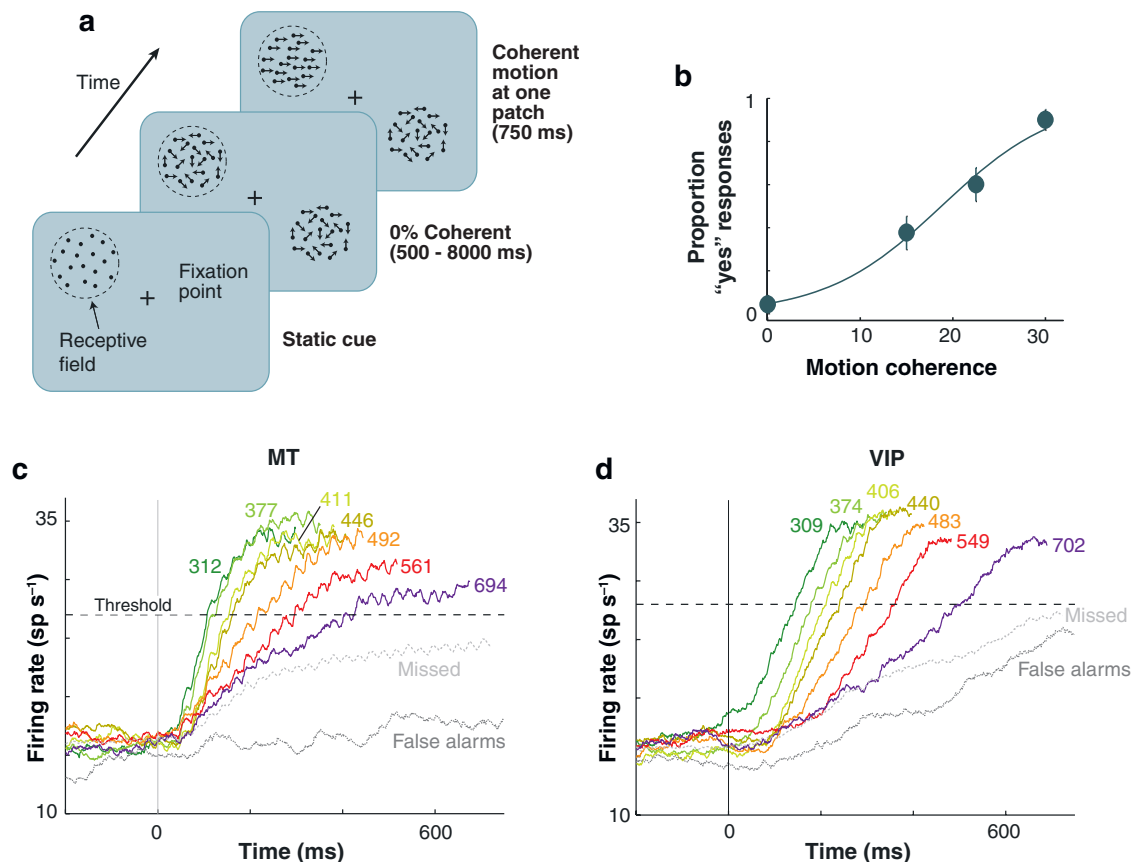 a
Time
Coherent
motion
at one
patch
(750 ms)
0% Coherent
(500 - 8000 ms)
Fixation
point
Receptive
field
Static cue
b
Proportion
“yes” responses
1
0
0
10
20
30
Motion coherence
c
MT
Firing rate (sp s⁻¹)
35
10
377
411
446
492
312
561
694
Threshold
Missed
False alarms
0
600
Time (ms)
d
VIP
Firing rate (sp s⁻¹)
35
10
406
374
440
309
483
549
702
Missed
False alarms
0
600
Time (ms)